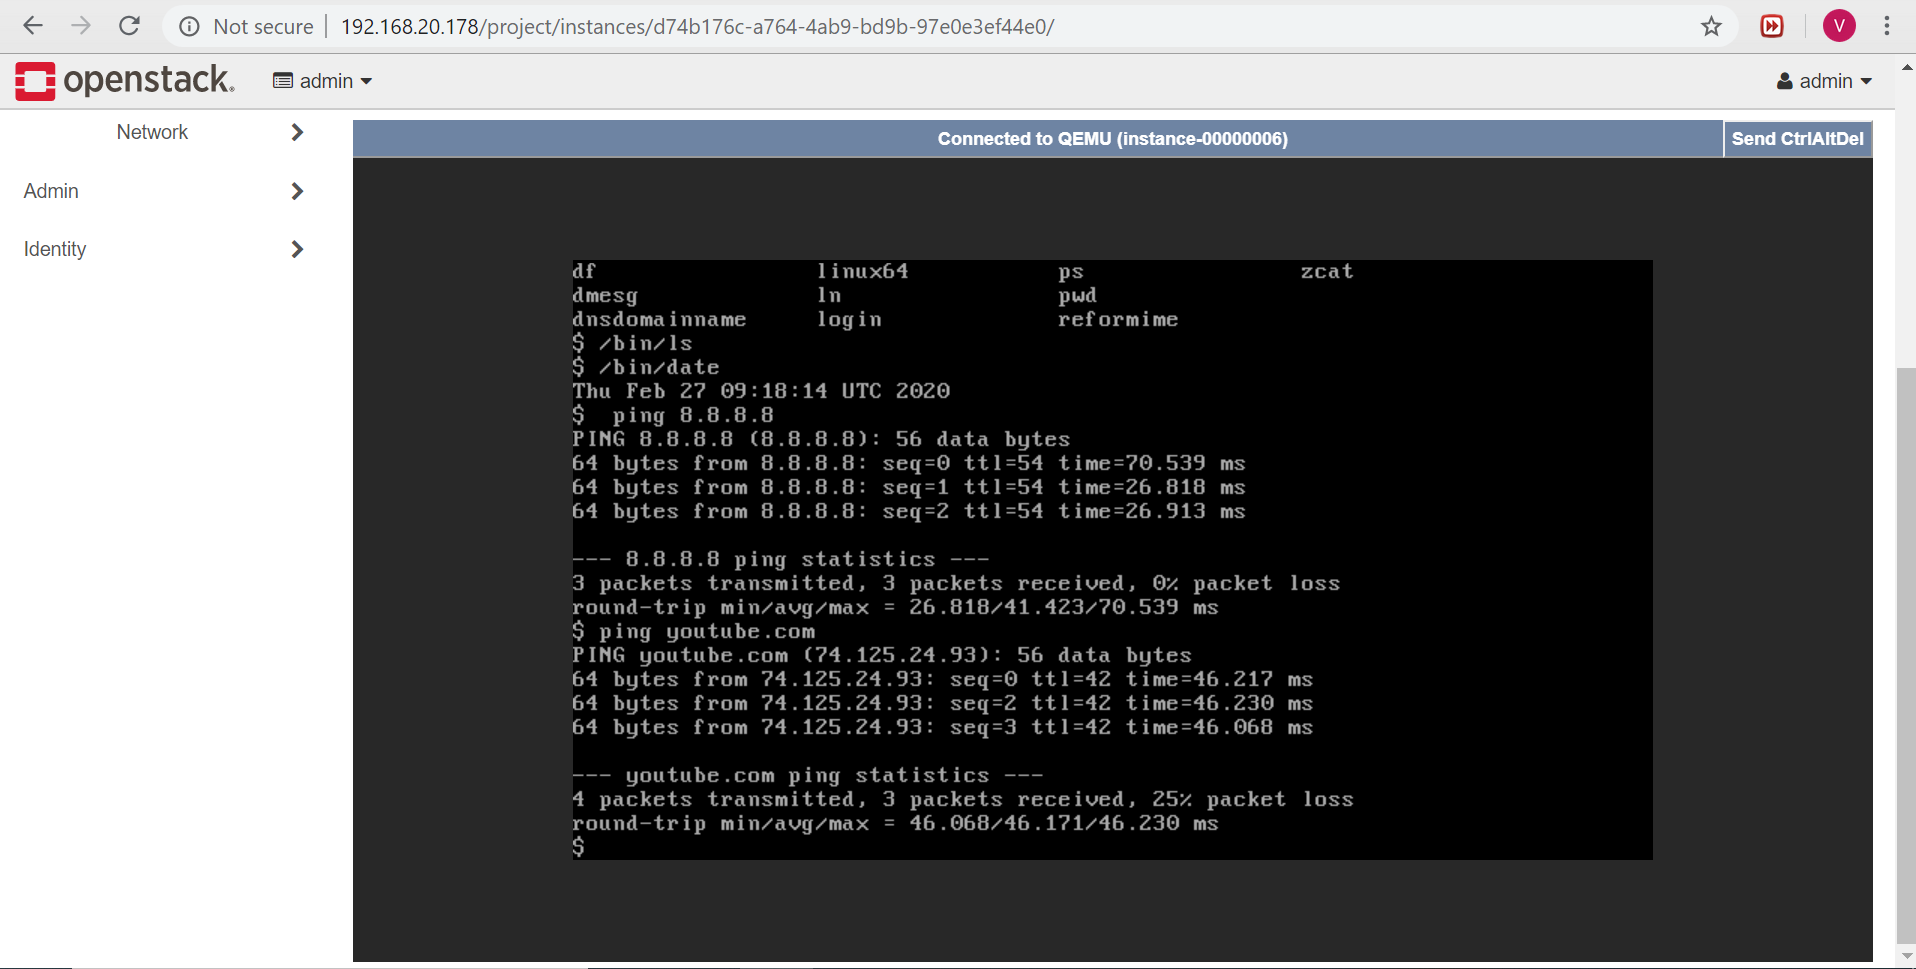 Not secure | 192.168.20.178/project/instances/d74b176c-a764-4ab9-bd9b-97e0e3ef44e0/
V
openstack.
admin
admin
Network
Admin
Identity
Connected to QEMU (instance-00000006)
Send CtrlAltDel
df linux64 ps zcat
dmesg ln pwd
dnsdomainname login reformime
$ /bin/ls
$ /bin/date
Thu Feb 27 09:18:14 UTC 2020
$  ping 8.8.8.8
PING 8.8.8.8 (8.8.8.8): 56 data bytes
64 bytes from 8.8.8.8: seq=0 ttl=54 time=70.539 ms
64 bytes from 8.8.8.8: seq=1 ttl=54 time=26.818 ms
64 bytes from 8.8.8.8: seq=2 ttl=54 time=26.913 ms
--- 8.8.8.8 ping statistics ---
3 packets transmitted, 3 packets received, 0% packet loss
round-trip min/avg/max = 26.818/41.423/70.539 ms
$ ping youtube.com
PING youtube.com (74.125.24.93): 56 data bytes
64 bytes from 74.125.24.93: seq=0 ttl=42 time=46.217 ms
64 bytes from 74.125.24.93: seq=2 ttl=42 time=46.230 ms
64 bytes from 74.125.24.93: seq=3 ttl=42 time=46.068 ms
--- youtube.com ping statistics ---
4 packets transmitted, 3 packets received, 25% packet loss
round-trip min/avg/max = 46.068/46.171/46.230 ms
$